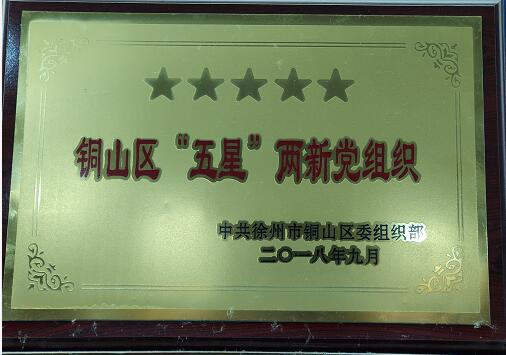 铜山区“五星”两新党组织
中共徐州市铜山区委组织部
二〇一八年九月